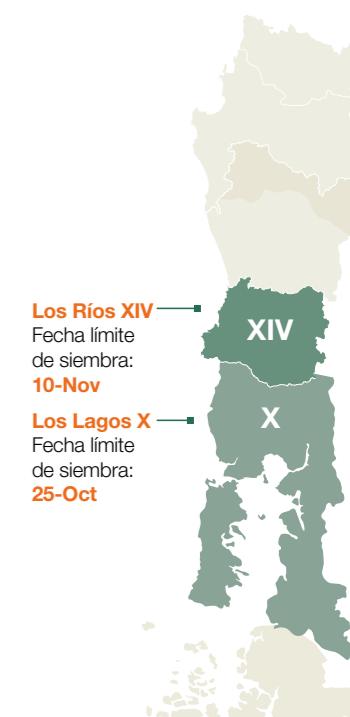 Los Ríos XIV
Fecha límite
de siembra:
10-Nov
Los Lagos X
Fecha límite
de siembra:
25-Oct
XIV
X